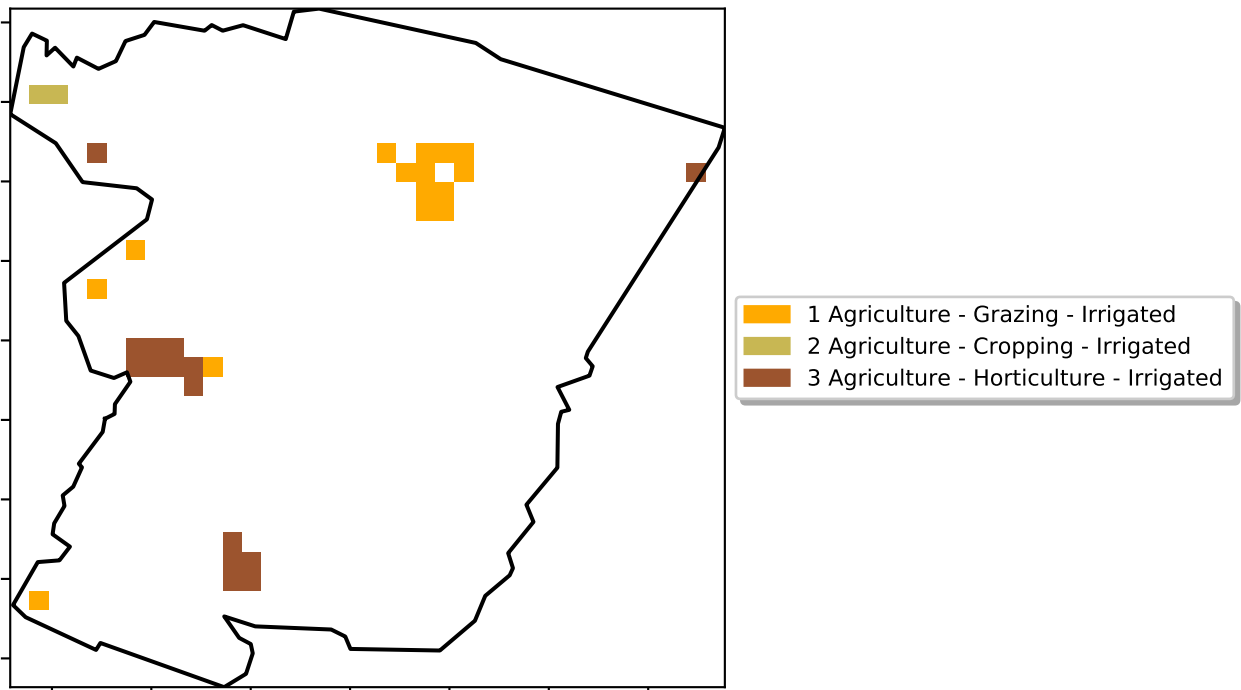 1 Agriculture - Grazing - Irrigated
2 Agriculture - Cropping - Irrigated
3 Agriculture - Horticulture - Irrigated